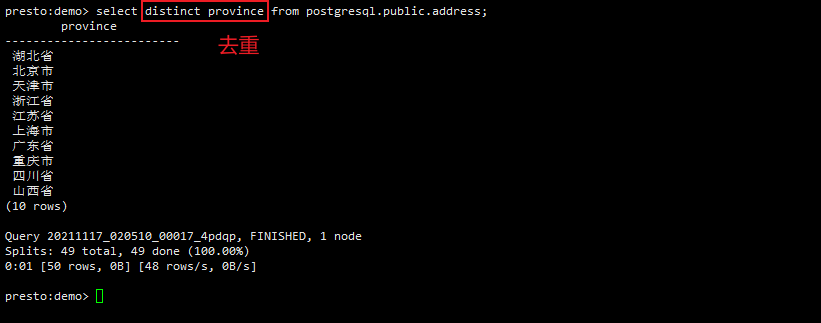 presto:demo> select distinct province from postgresql.public.address;
province
去重
-------------------------
湖北省
北京市
天津市
浙江省
江苏省
上海市
广东省
重庆市
四川省
山西省
(10 rows)
Query 20211117_020510_00017_4pdqp, FINISHED, 1 node
Splits: 49 total, 49 done (100.00%)
0:01 [50 rows, 0B] [48 rows/s, 0B/s]
presto:demo>